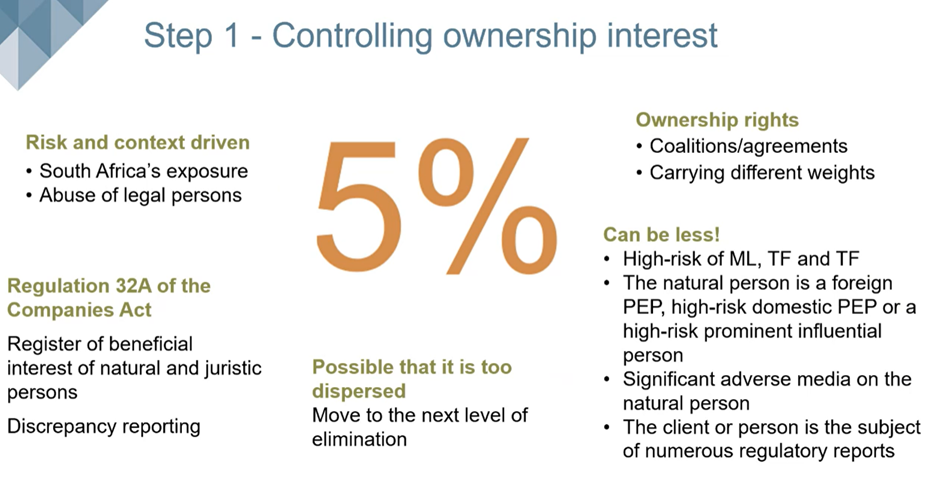 Step 1 - Controlling ownership interest
Risk and context driven
• South Africa's exposure
• Abuse of legal persons
Regulation 32A of the
Companies Act
Register of beneficial
interest of natural and juristic
persons
Discrepancy reporting
5%
Possible that it is too
dispersed
Move to the next level of
elimination
Ownership rights
• Coalitions/agreements
• Carrying different weights
Can be less!
• High-risk of ML, TF and TF
• The natural person is a foreign
PEP, high-risk domestic PEP or a
high-risk prominent influential
person
• Significant adverse media on the
natural person
• The client or person is the subject
of numerous regulatory reports